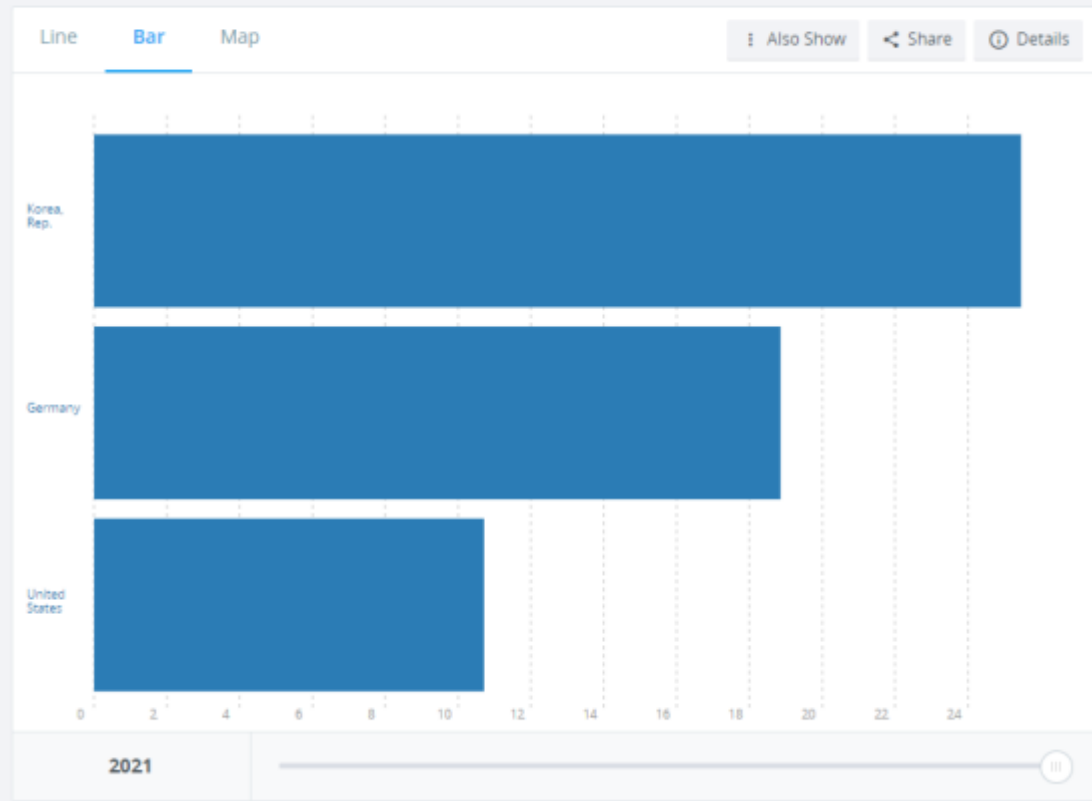 Line Bar Map Also Show Share Details
Korea,
Rep.
Germany
United
States
0 2 4 6 8 10 12 14 16 18 20 22 24
2021